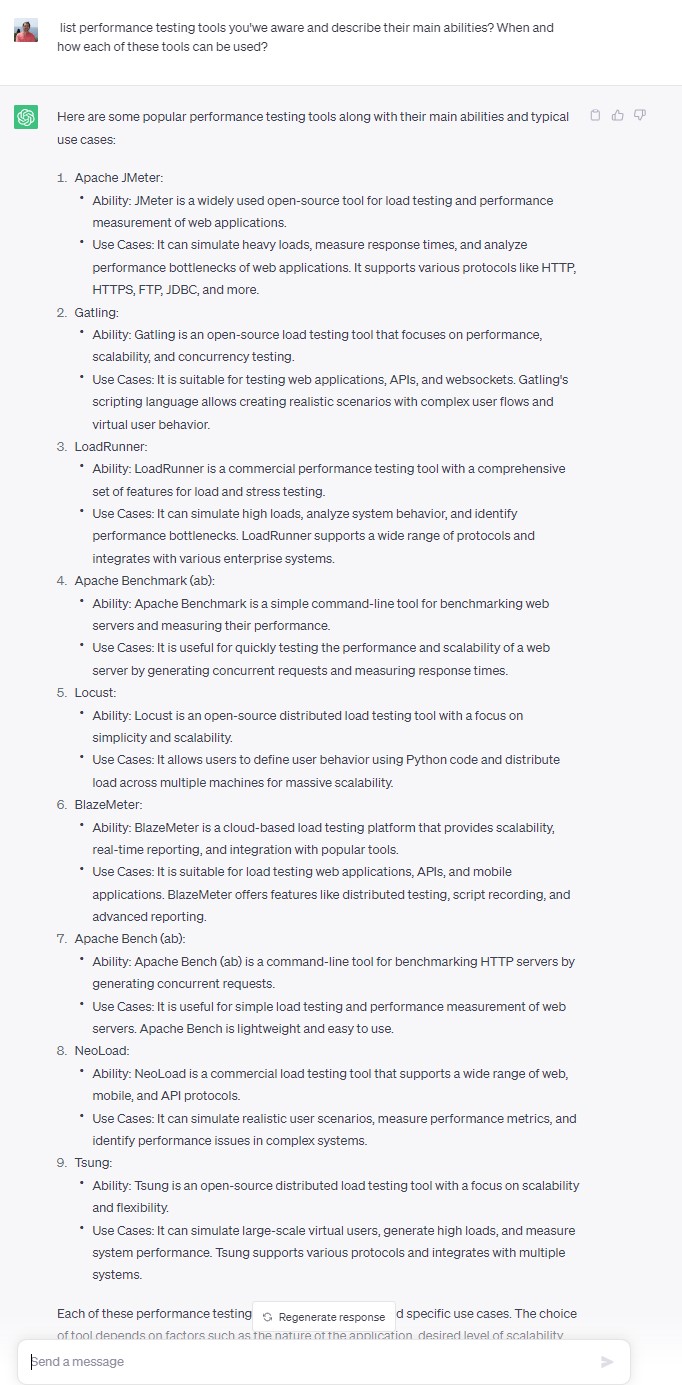 list performance testing tools you'we aware and describe their main abilities? When and
how each of these tools can be used?
Here are some popular performance testing tools along with their main abilities and typical
use cases:
1. Apache JMeter:
• Ability: JMeter is a widely used open-source tool for load testing and performance
measurement of web applications.
• Use Cases: It can simulate heavy loads, measure response times, and analyze
performance bottlenecks of web applications. It supports various protocols like HTTP,
HTTPS, FTP, JDBC, and more.
2. Gatling:
• Ability: Gatling is an open-source load testing tool that focuses on performance,
scalability, and concurrency testing.
• Use Cases: It is suitable for testing web applications, APIs, and websockets. Gatling's
scripting language allows creating realistic scenarios with complex user flows and
virtual user behavior.
3. LoadRunner:
• Ability: LoadRunner is a commercial performance testing tool with a comprehensive
set of features for load and stress testing.
• Use Cases: It can simulate high loads, analyze system behavior, and identify
performance bottlenecks. LoadRunner supports a wide range of protocols and
integrates with various enterprise systems.
4. Apache Benchmark (ab):
• Ability: Apache Benchmark is a simple command-line tool for benchmarking web
servers and measuring their performance.
• Use Cases: It is useful for quickly testing the performance and scalability of a web
server by generating concurrent requests and measuring response times.
5. Locust:
• Ability: Locust is an open-source distributed load testing tool with a focus on
simplicity and scalability.
• Use Cases: It allows users to define user behavior using Python code and distribute
load across multiple machines for massive scalability.
6. BlazeMeter:
• Ability: BlazeMeter is a cloud-based load testing platform that provides scalability,
real-time reporting, and integration with popular tools.
• Use Cases: It is suitable for load testing web applications, APIs, and mobile
applications. BlazeMeter offers features like distributed testing, script recording, and
advanced reporting.
7. Apache Bench (ab):
• Ability: Apache Bench (ab) is a command-line tool for benchmarking HTTP servers by
generating concurrent requests.
• Use Cases: It is useful for simple load testing and performance measurement of web
servers. Apache Bench is lightweight and easy to use.
8. NeoLoad:
• Ability: NeoLoad is a commercial load testing tool that supports a wide range of web,
mobile, and API protocols.
• Use Cases: It can simulate realistic user scenarios, measure performance metrics, and
identify performance issues in complex systems.
9. Tsung:
• Ability: Tsung is an open-source distributed load testing tool with a focus on scalability
and flexibility.
• Use Cases: It can simulate large-scale virtual users, generate high loads, and measure
system performance. Tsung supports various protocols and integrates with multiple
systems.
Each of these performance testing d specific use cases. The choice
Regenerate response
of tool depends on factors such as the nature of the application, desired level of scalability
Send a message